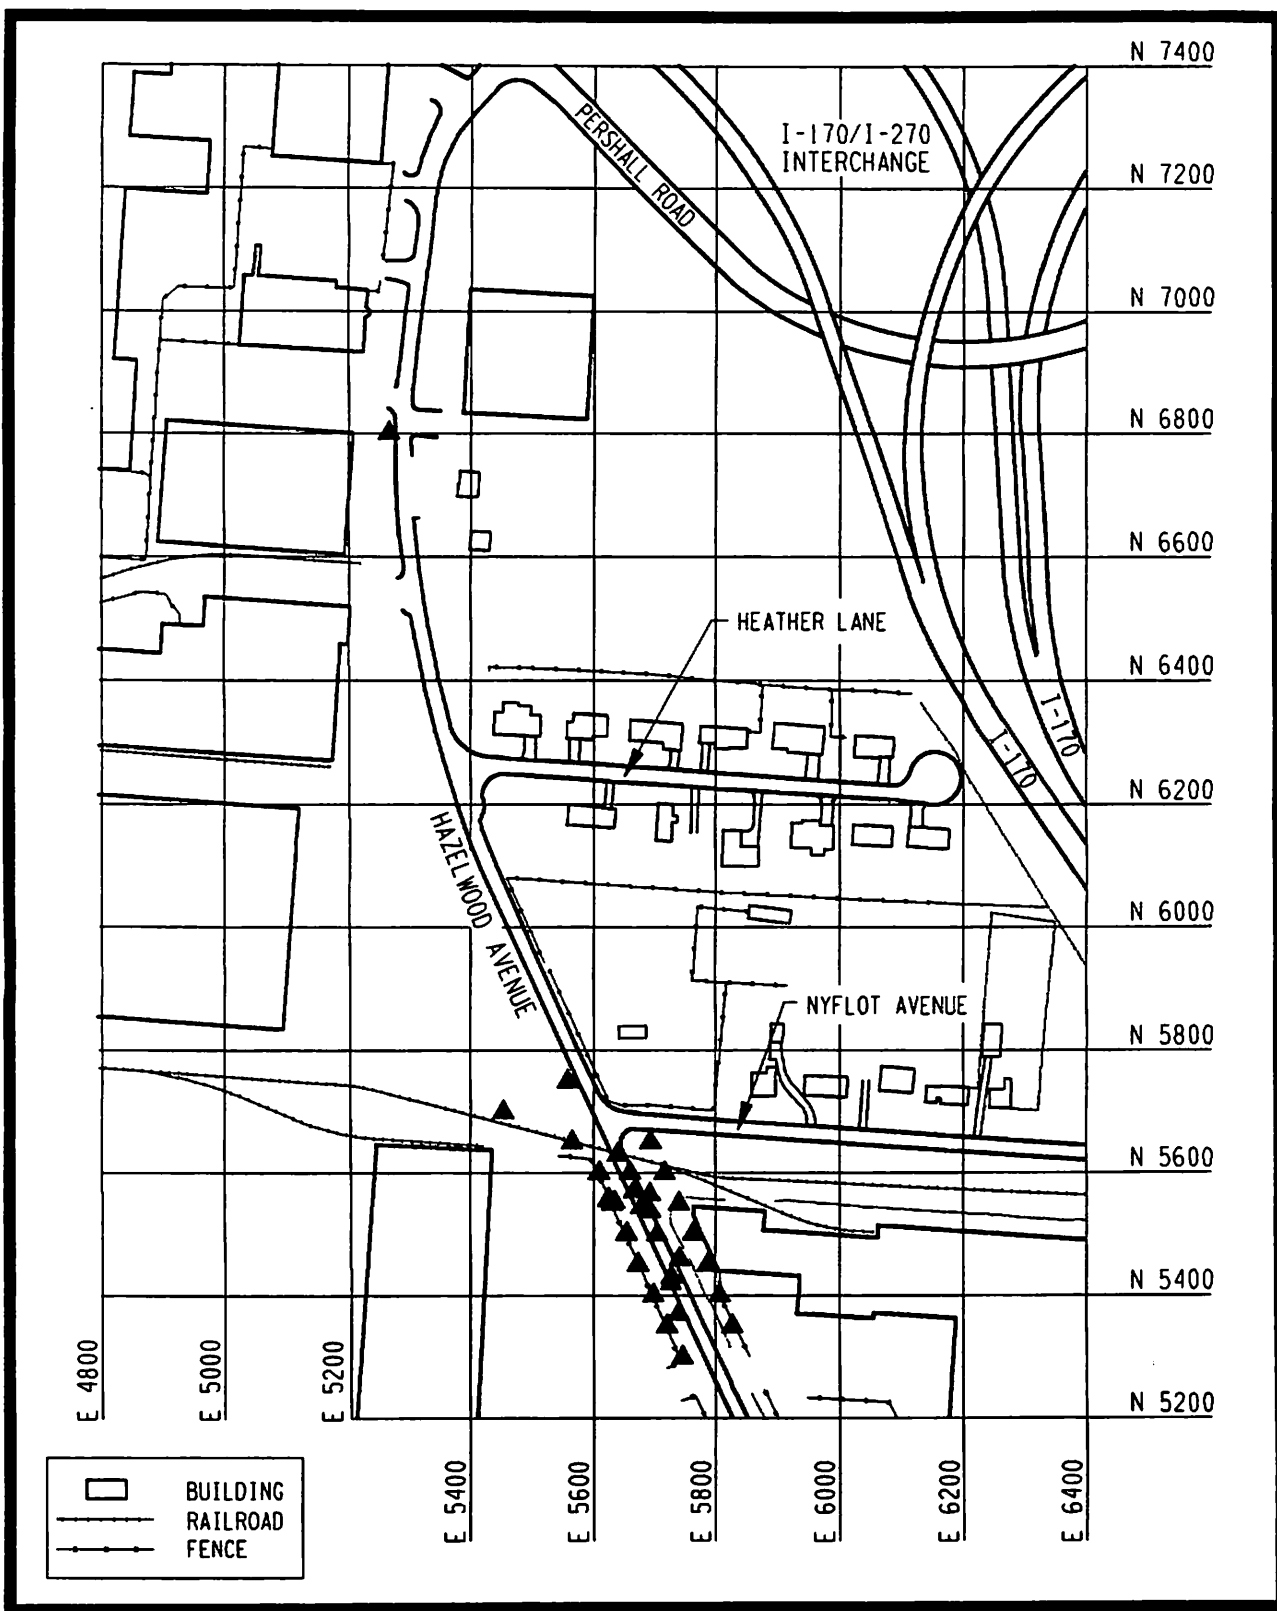 N 7400
I-170/I-270
INTERCHANGE
PERSHALL ROAD
N 7200
N 7000
N 6800
N 6600
HEATHER LANE
N 6400
I-170
I-170
N 6200
HAZELWOOD AVENUE
N 6000
NYFLOT AVENUE
N 5800
N 5600
N 5400
E 4800
E 5000
E 5200
N 5200
E 5400
E 5600
E 5800
E 6000
E 6200
E 6400
BUILDING
RAILROAD
FENCE